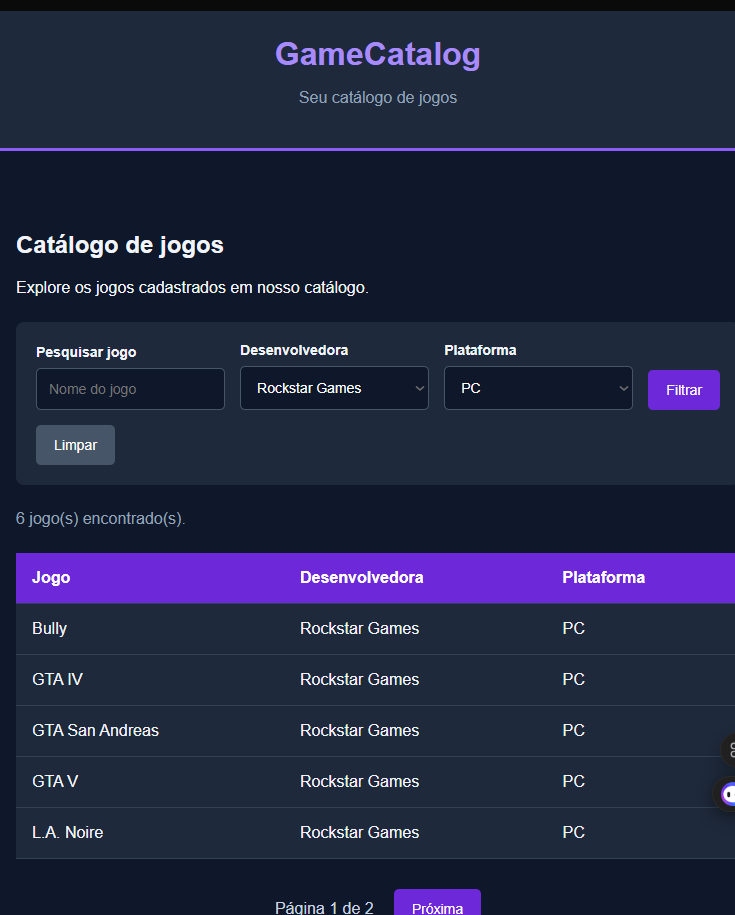 GameCatalog
Seu catálogo de jogos
Catálogo de jogos
Explore os jogos cadastrados em nosso catálogo.
Pesquisar jogo Desenvolvedora Plataforma
Nome do jogo Rockstar Games PC Filtrar
Limpar
6 jogo(s) encontrado(s).
Jogo Desenvolvedora Plataforma
Bully Rockstar Games PC
GTA IV Rockstar Games PC
GTA San Andreas Rockstar Games PC
GTA V Rockstar Games PC
L.A. Noire Rockstar Games PC
Página 1 de 2 Próxima